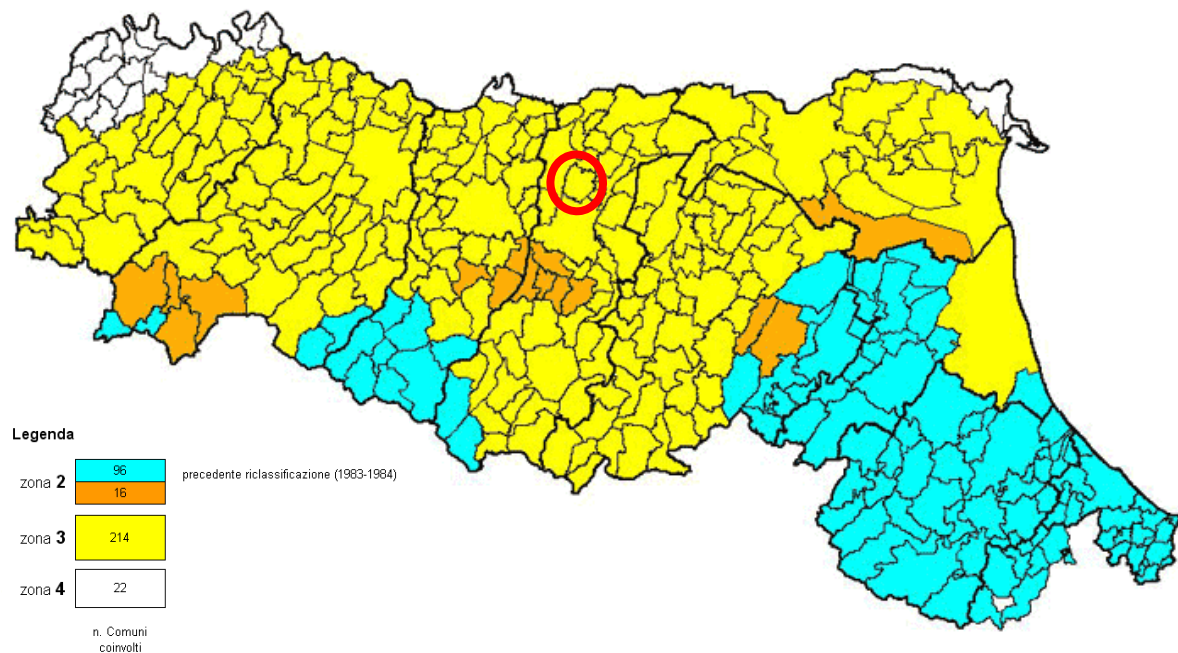 Legenda
zona 2
96
16
precedente riclassificazione (1983-1984)
zona 3
214
zona 4
22
n. Comuni
coinvolti